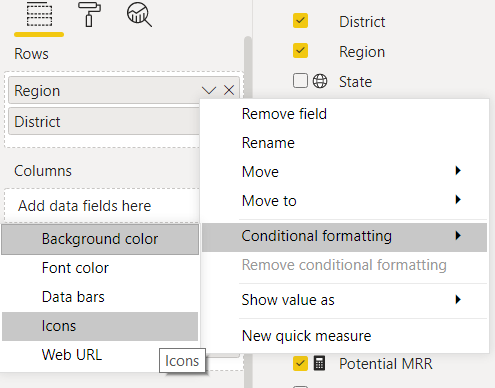 Rows
Region
District
Columns
Add data fields here
District
Region
State
Remove field
Rename
Move
Move to
Conditional formatting
Remove conditional formatting
Show value as
New quick measure
Background color
Font color
Data bars
Icons
Web URL
Icons
Potential MRR